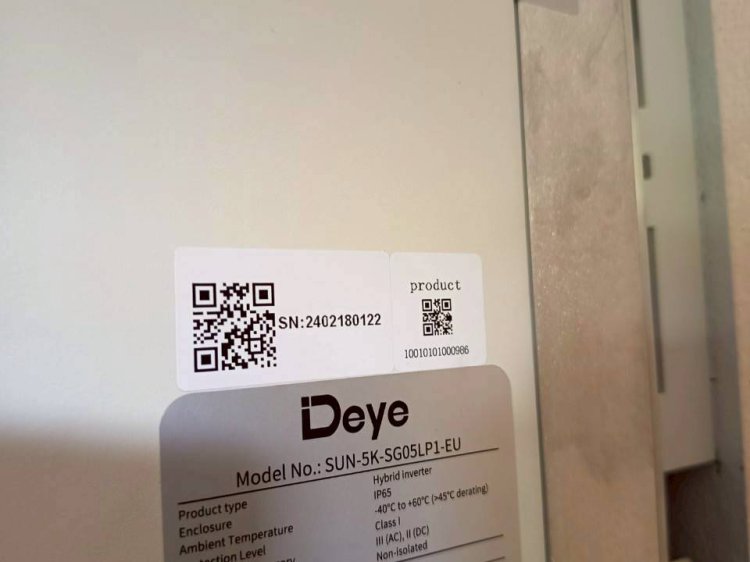 SN:2402180122
product
10010101000986
Deye
Model No.: SUN-5K-SG05LP1-EU
Product type Hybrid inverter
Enclosure IP65
Ambient Temperature -40℃ to +60℃ (>45℃ derating)
Level Class I
III (AC), II (DC)
Non-isolated